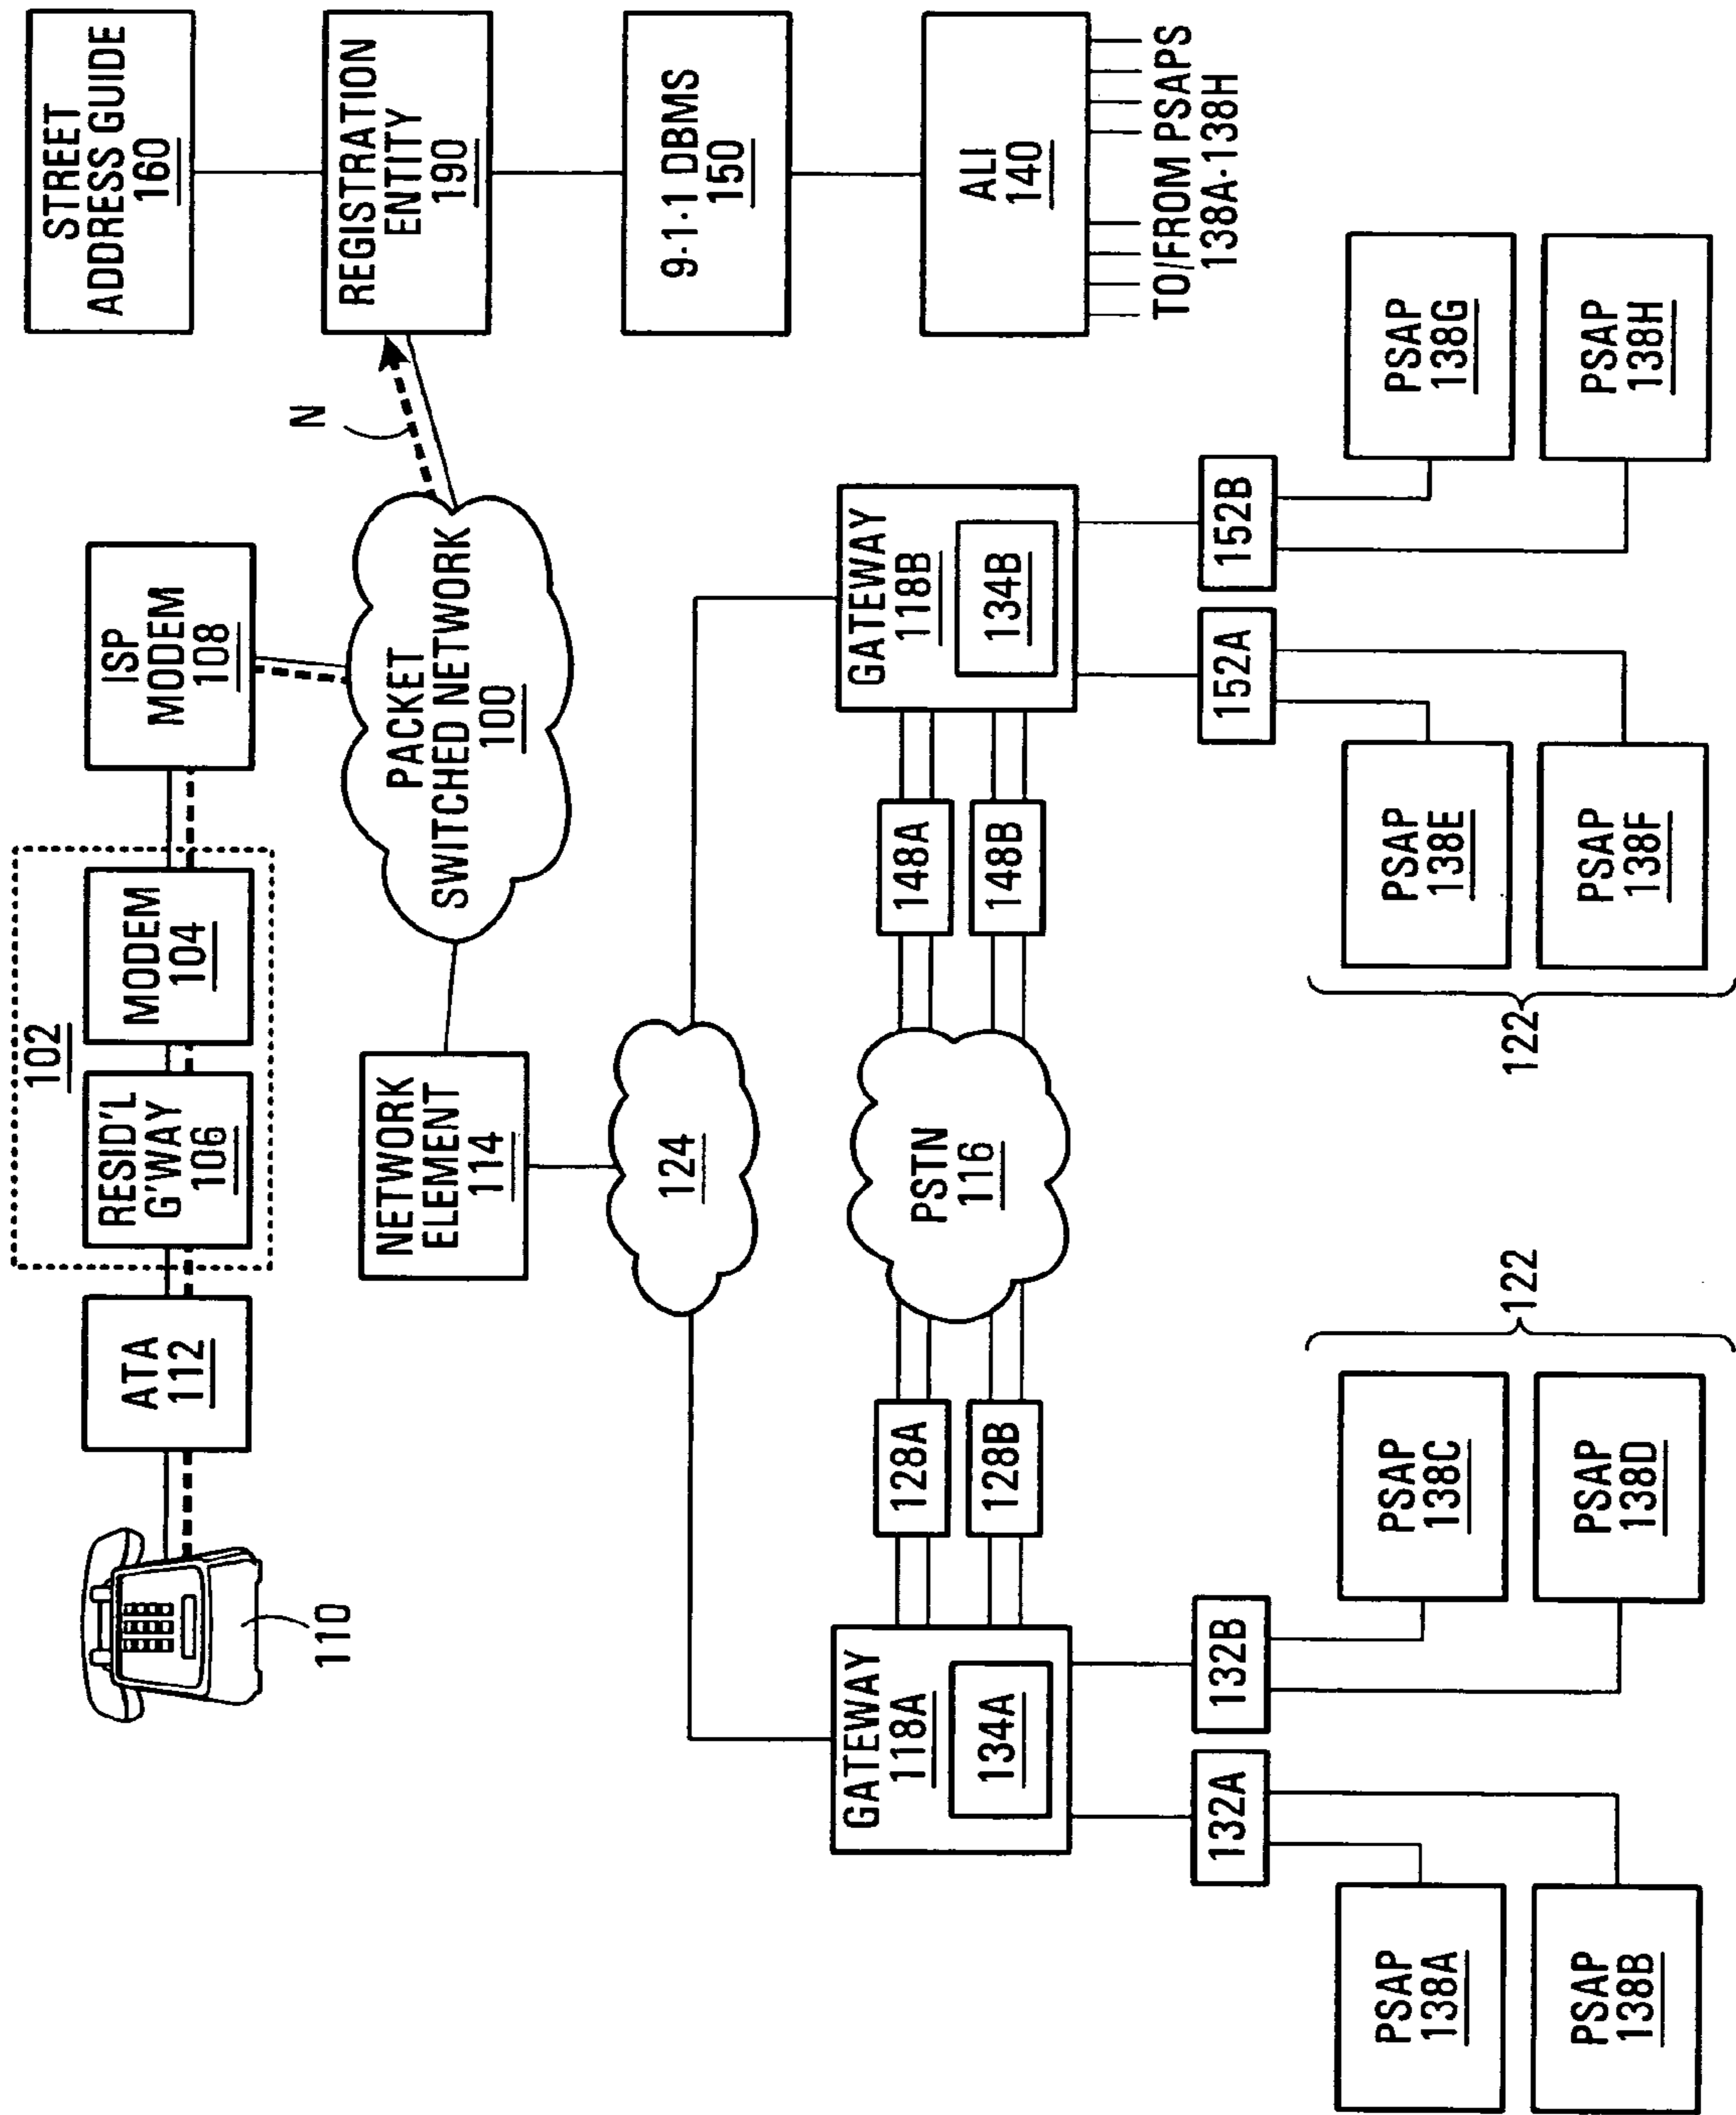 110
ATA
112
102
RESID'L
G'WAY
106
MODEM
104
ISP
MODEM
108
STREET
ADDRESS GUIDE
160
REGISTRATION
ENTITY
190
N
PACKET
SWITCHED NETWORK
100
NETWORK
ELEMENT
114
9-1-1 DBMS
150
124
ALI
140
TO/FROM PSAPS
138A-138H
GATEWAY
118A
134A
128A
128B
PSTN
116
148A
148B
GATEWAY
118B
134B
132A
132B
152A
152B
PSAP
138A
PSAP
138B
PSAP
138C
PSAP
138D
122
122
PSAP
138E
PSAP
138F
PSAP
138G
PSAP
138H